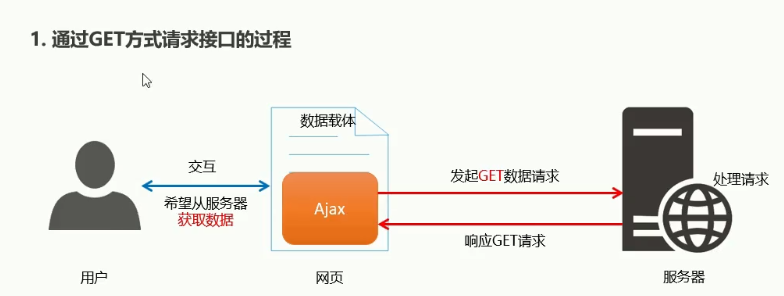 1. 通过GET方式请求接口的过程
数据载体
交互
希望从服务器
获取数据
Ajax
发起GET数据请求
响应GET请求
处理请求
用户
网页
服务器